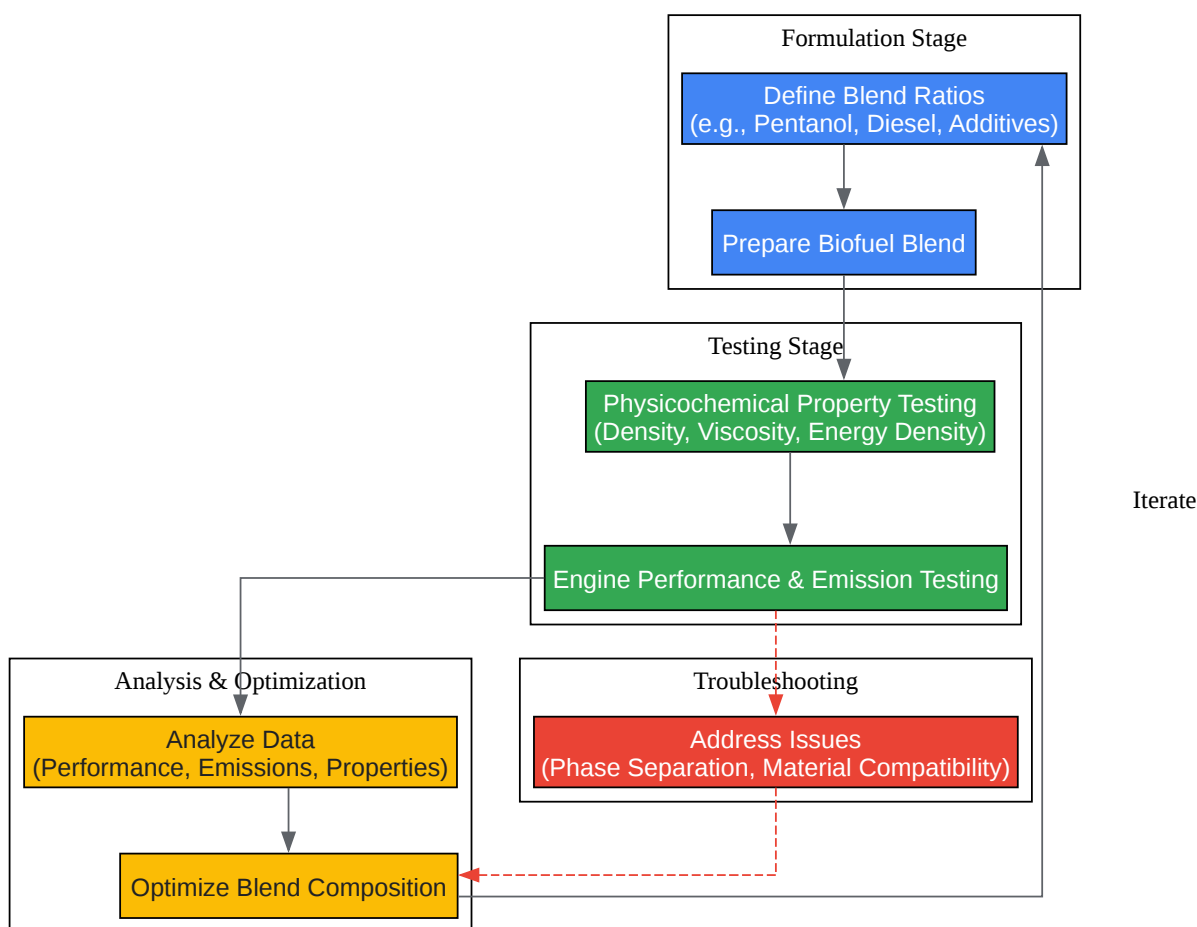 Formulation Stage
Define Blend Ratios
(e.g., Pentanol, Diesel, Additives)
Prepare Biofuel Blend
Testing Stage
Physicochemical Property Testing
(Density, Viscosity, Energy Density)
Iterate
Engine Performance & Emission Testing
Analysis & Optimization
Analyze Data
(Performance, Emissions, Properties)
Optimize Blend Composition
Troubleshooting
Address Issues
(Phase Separation, Material Compatibility)